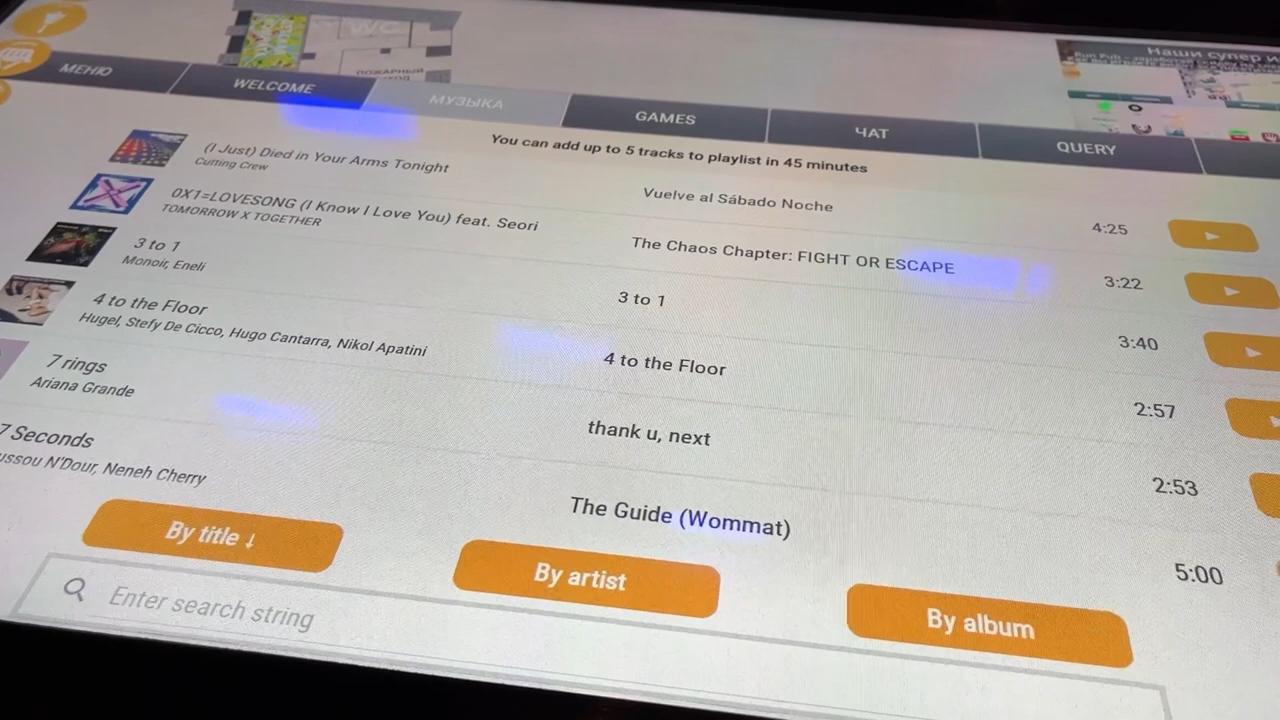 WC
ПОЖАРНЫЙ
ХОД
Наши супер и
МЕНЮ
WELCOME
МУЗЫКА
GAMES
ЧАТ
QUERY
You can add up to 5 tracks to playlist in 45 minutes
(I Just) Died in Your Arms Tonight
Cutting Crew
Vuelve al Sábado Noche
4:25
0X1=LOVESONG (I Know I Love You) feat. Seori
TOMORROW X TOGETHER
The Chaos Chapter: FIGHT OR ESCAPE
3:22
3 to 1
Monoir, Eneli
3 to 1
3:40
4 to the Floor
Hugel, Stefy De Cicco, Hugo Cantarra, Nikol Apatini
4 to the Floor
2:57
7 rings
Ariana Grande
thank u, next
2:53
7 Seconds
ussou N'Dour, Neneh Cherry
The Guide (Wommat)
5:00
By title ↓
By artist
By album
Enter search string